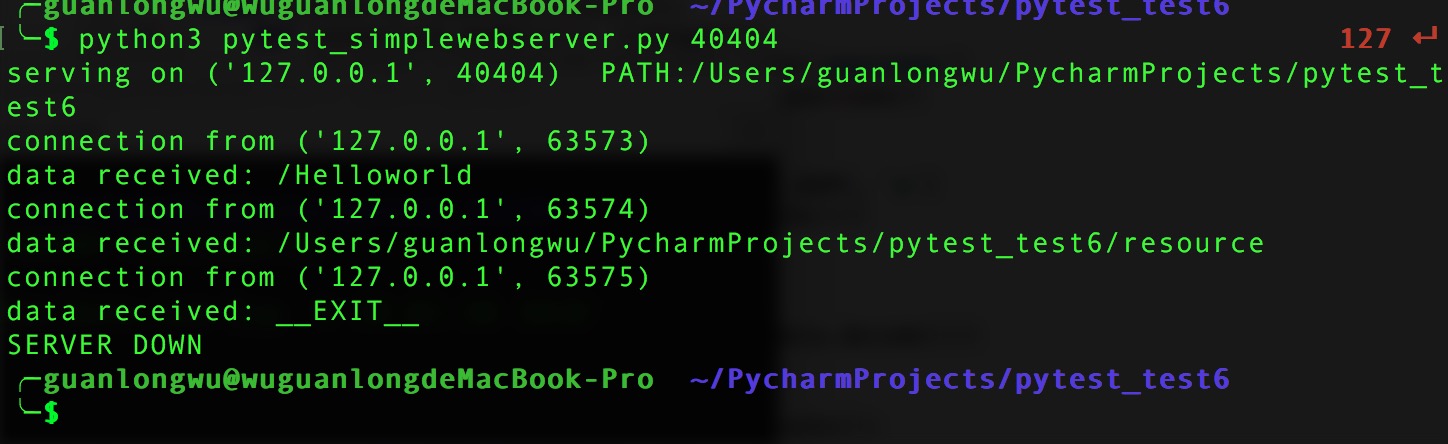 ╭─guanlongwu@wuguanlongdeMacBook-Pro ~/PycharmProjects/pytest_test6
╰─$ python3 pytest_simplewebserver.py 40404 127 ↵
serving on ('127.0.0.1', 40404)  PATH:/Users/guanlongwu/PycharmProjects/pytest_t
est6
connection from ('127.0.0.1', 63573)
data received: /Helloworld
connection from ('127.0.0.1', 63574)
data received: /Users/guanlongwu/PycharmProjects/pytest_test6/resource
connection from ('127.0.0.1', 63575)
data received: __EXIT__
SERVER DOWN
╭─guanlongwu@wuguanlongdeMacBook-Pro ~/PycharmProjects/pytest_test6
╰─$